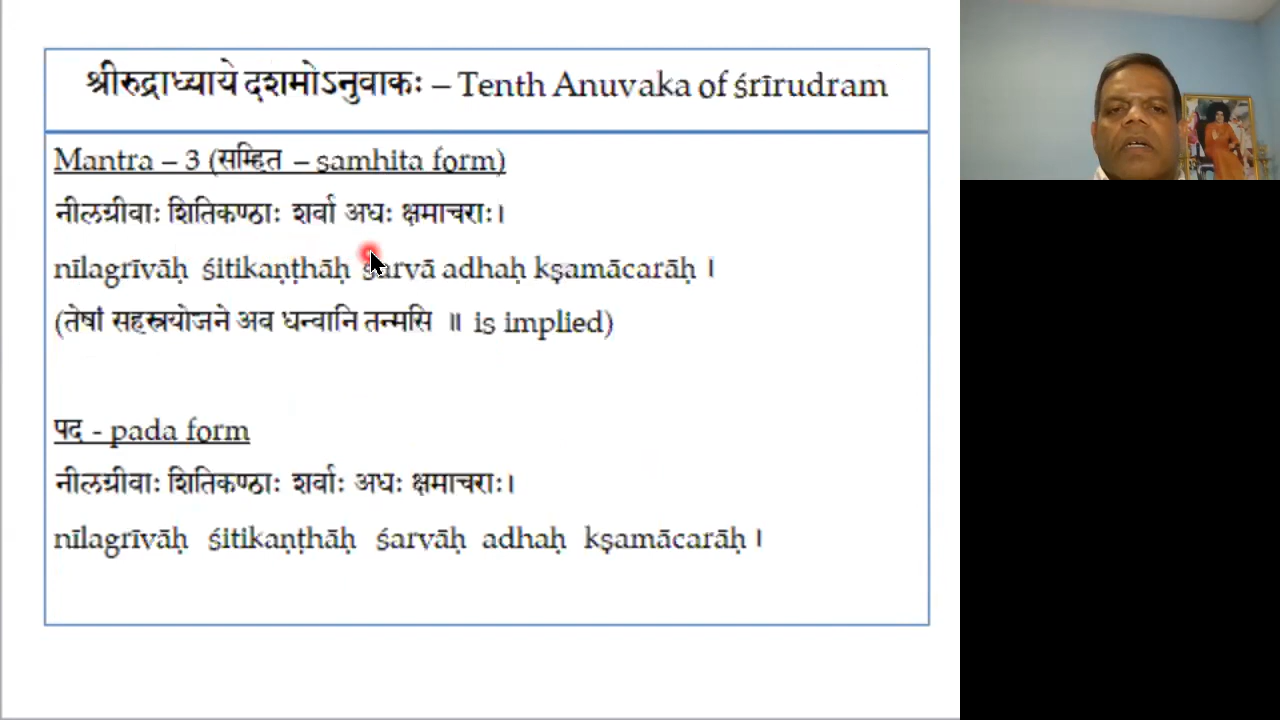 श्रीरुद्राध्याये दशमोऽनुवाकः – Tenth Anuvaka of śrīrudram
Mantra – 3 (सम्हित – samhita form)
नीलग्रीवाः शितिकण्ठाः शर्वा अधः क्षमाचराः।
nīlagrīvāḥ śitikaṇṭhāḥ śarvā adhaḥ kṣamācarāḥ ।
(तेषां सहस्रयोजने अव धन्वानि तन्मसि ॥ is implied)
पद - pada form
नीलग्रीवाः शितिकण्ठाः शर्वाः अधः क्षमाचराः।
nīlagrīvāḥ śitikaṇṭhāḥ śarvāḥ adhaḥ kṣamācarāḥ ।